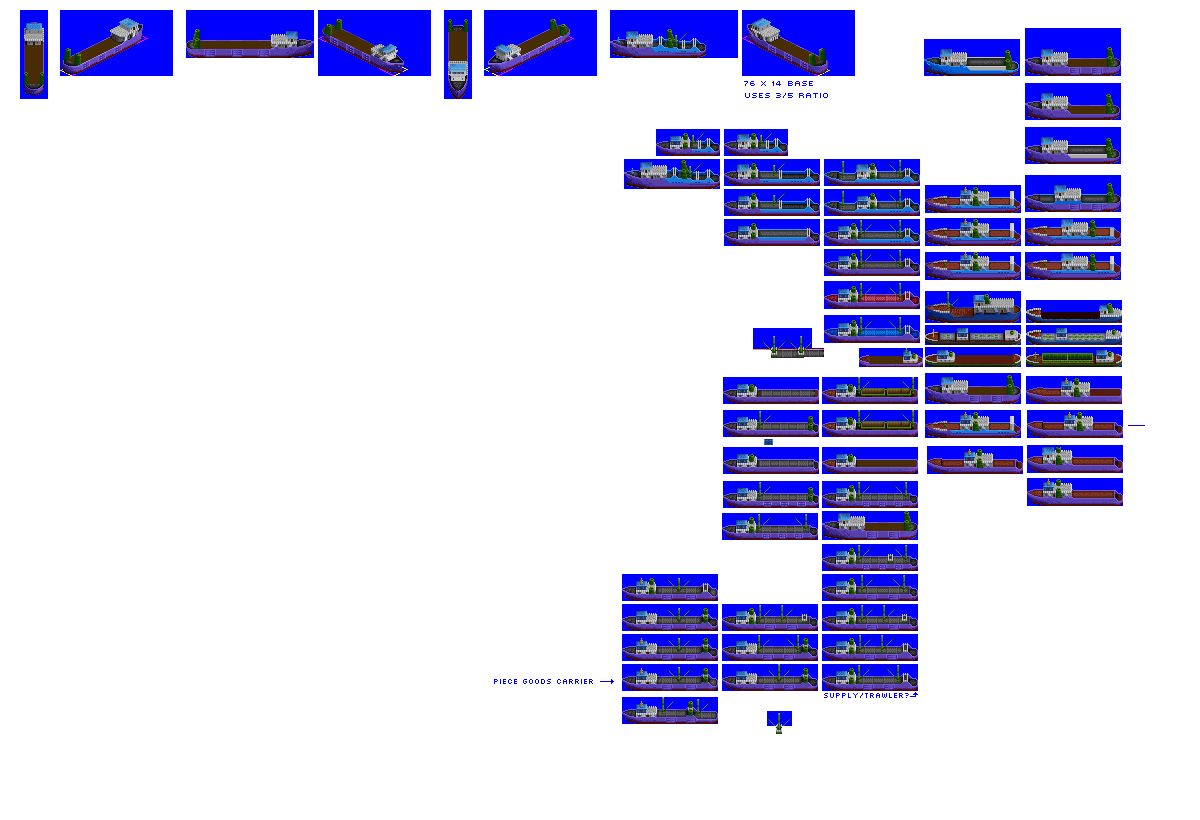 76 X 14 BASE
USES 3/5 RATIO
PIECE GOODS CARRIER
SUPPLY/TRAWLER?